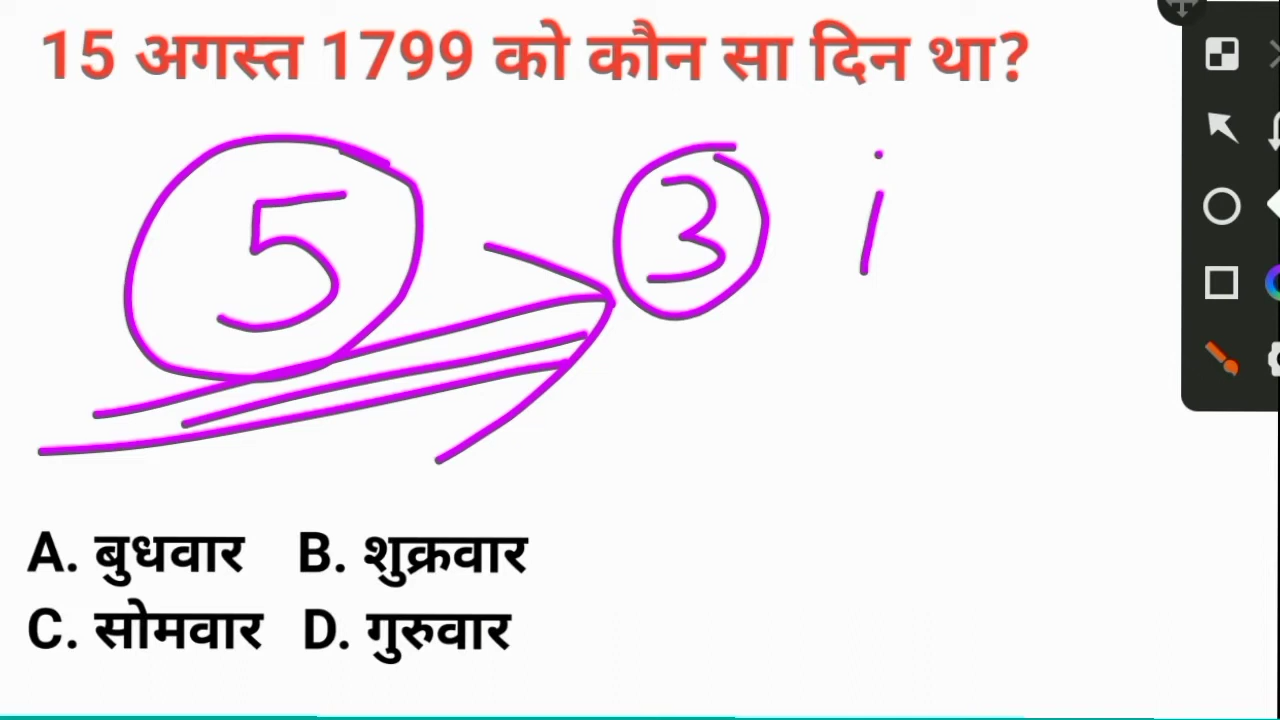 15 अगस्त 1799 को कौन सा दिन था?
5 3 i
A. बुधवार B. शुक्रवार
C. सोमवार D. गुरुवार